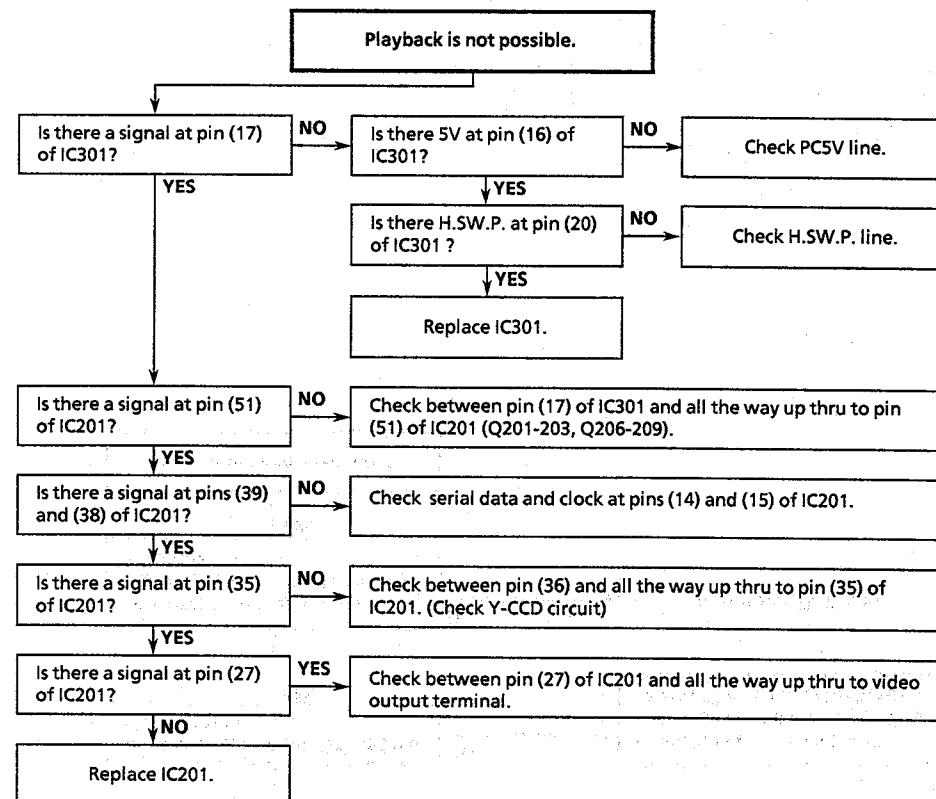 Playback is not possible.
Is there a signal at pin (17)
of IC301?
NO
Is there 5V at pin (16) of
IC301?
NO
Check PC5V line.
YES
YES
Is there H.SW.P. at pin (20)
of IC301 ?
NO
Check H.SW.P. line.
YES
Replace IC301.
Is there a signal at pin (51)
of IC201?
NO
Check between pin (17) of IC301 and all the way up thru to pin
(51) of IC201 (Q201-203, Q206-209).
YES
Is there a signal at pins (39)
and (38) of IC201?
NO
Check serial data and clock at pins (14) and (15) of IC201.
YES
Is there a signal at pin (35)
of IC201?
NO
Check between pin (36) and all the way up thru to pin (35) of
IC201. (Check Y-CCD circuit)
YES
Is there a signal at pin (27)
of IC201?
YES
Check between pin (27) of IC201 and all the way up thru to video
output terminal.
NO
Replace IC201.